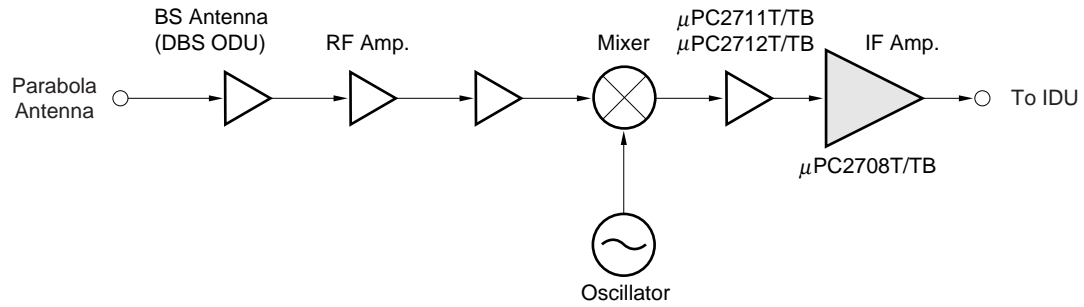 BS Antenna
(DBS ODU)
RF Amp.
Mixer
μPC2711T/TB
μPC2712T/TB
IF Amp.
Parabola
Antenna
To IDU
μPC2708T/TB
Oscillator